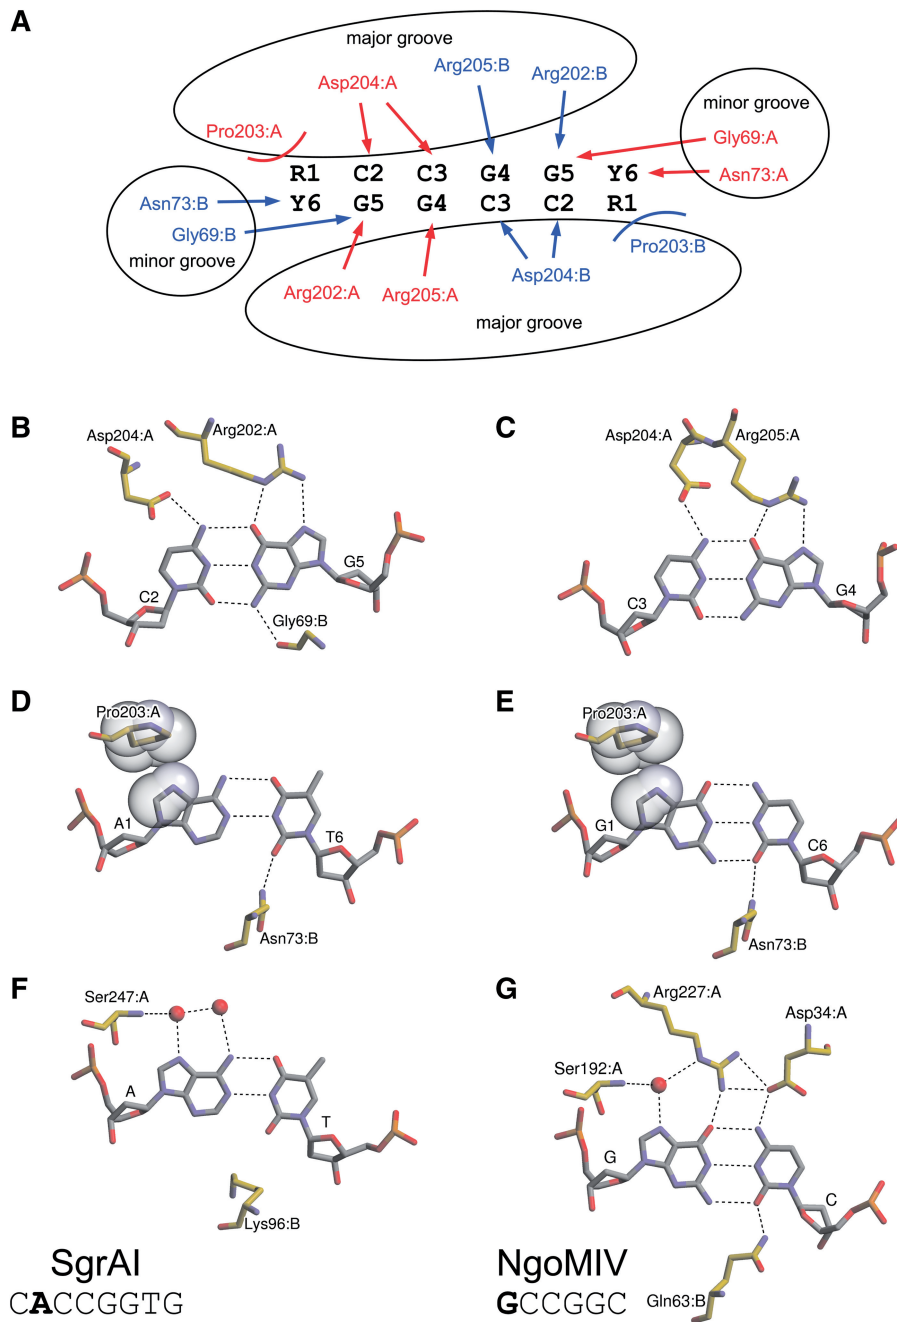 A
major groove
Arg205:B
Arg202:B
Asp204:A
minor groove
Pro203:A
Gly69:A
R1 C2 C3 G4 G5 Y6
Asn73:A
Asn73:B
Y6 G5 G4 C3 C2 R1
Gly69:B
minor groove
Pro203:B
Asp204:B
Arg202:A
Arg205:A
major groove
B
Asp204:A
Arg202:A
C2
G5
Gly69:B
C
Asp204:A
Arg205:A
C3
G4
D
Pro203:A
A1
T6
Asn73:B
E
Pro203:A
G1
C6
Asn73:B
F
Ser247:A
A
T
Lys96:B
SgrAI
CACCGGTG
G
Arg227:A
Asp34:A
Ser192:A
G
C
Gln63:B
NgoMIV
GCCGGC